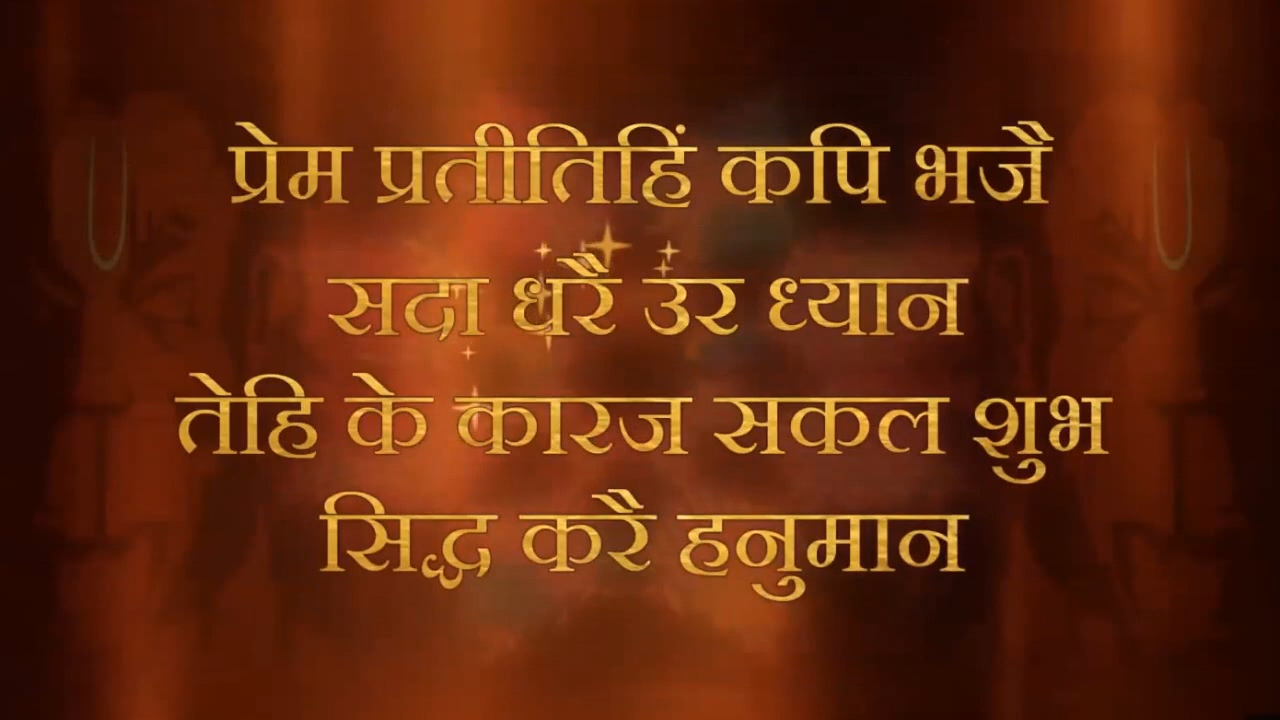 प्रेम प्रतीतिहिं कपि भजै
सदा धरै उर ध्यान
तेहि के कारज सकल शुभ
सिद्ध करै हनुमान